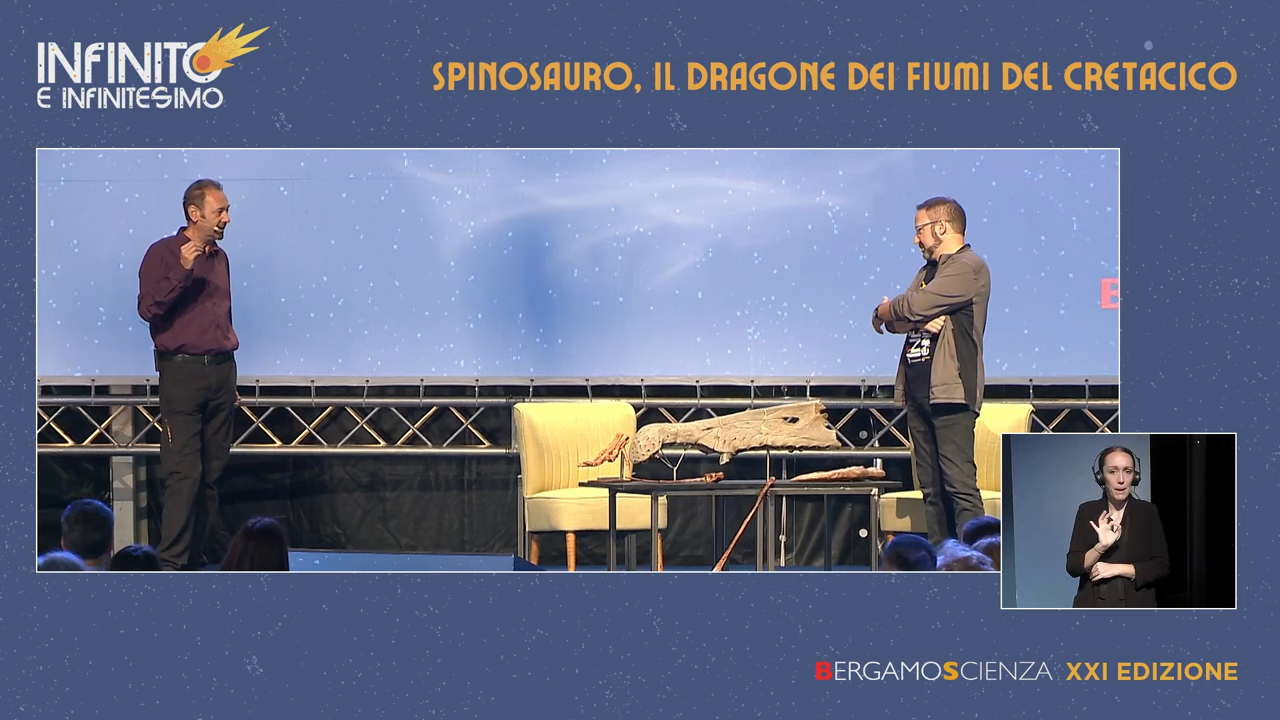 INFINITO
E INFINITESIMO
SPINOSAURO, IL DRAGONE DEI FIUMI DEL CRETACICO
B
BERGAMOSCIENZA XXI EDIZIONE